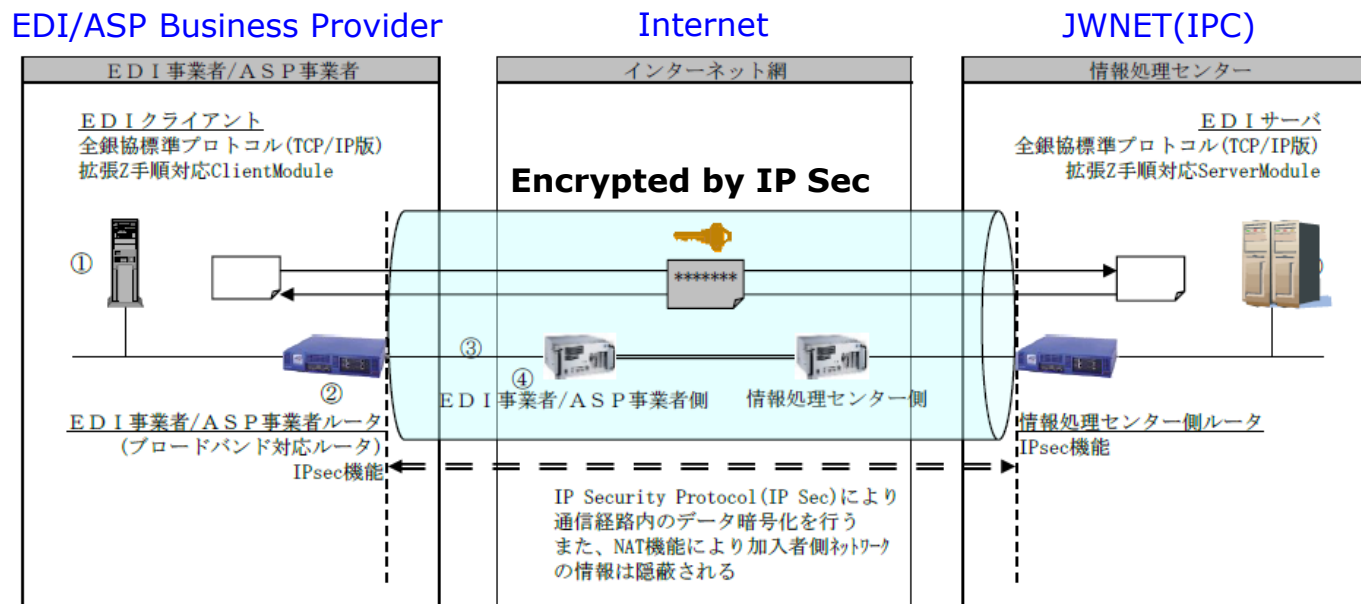 EDI/ASP Business Provider
Internet
JWNET(IPC)
ＥＤＩ事業者/ＡＳＰ事業者
インターネット網
情報処理センター
ＥＤＩクライアント
全銀協標準プロトコル(TCP/IP版)
拡張Z手順対応ClientModule
ＥＤＩサーバ
全銀協標準プロトコル(TCP/IP版)
拡張Z手順対応ServerModule
Encrypted by IP Sec
①
*******
③
②
④
ＥＤＩ事業者/ＡＳＰ事業者側
情報処理センター側
ＥＤＩ事業者/ＡＳＰ事業者ルータ
(ブロードバンド対応ルータ)
IPsec機能
情報処理センター側ルータ
IPsec機能
IP Security Protocol(IP Sec)により
通信経路内のデータ暗号化を行う
また、NAT機能により加入者側ﾈｯﾄﾜｰｸ
の情報は隠蔽される